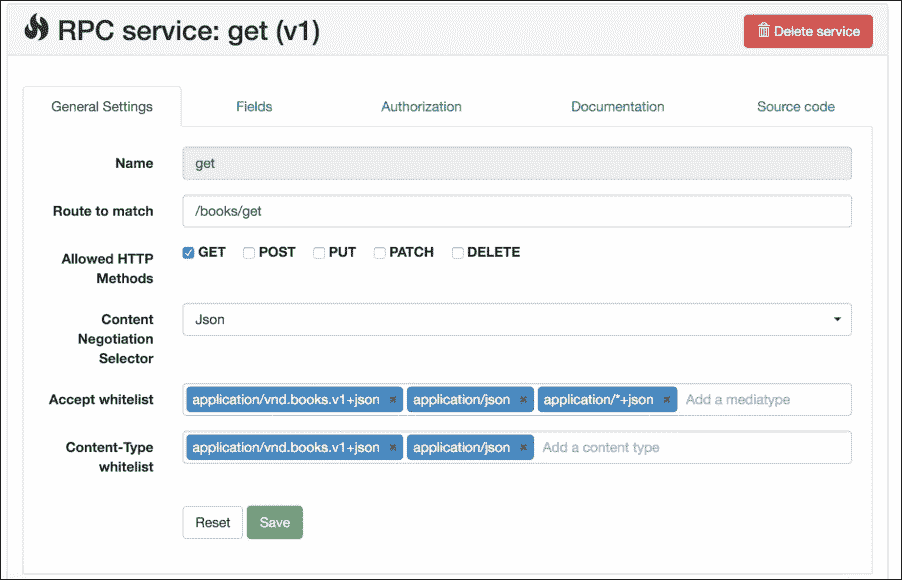 RPC service: get (v1)
Delete service
General Settings
Fields
Authorization
Documentation
Source code
Name
get
Route to match
/books/get
Allowed HTTP
Methods
GET POST PUT PATCH DELETE
Content
Negotiation
Selector
Json
Accept whitelist
application/vnd.books.v1+json × application/json × application/*+json × Add a mediatype
Content-Type
whitelist
application/vnd.books.v1+json × application/json × Add a content type
Reset
Save